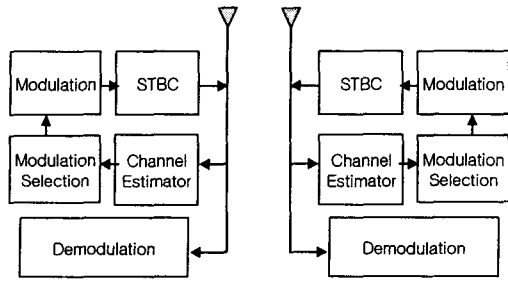 Modulation
STBC
STBC
Modulation
Modulation
Selection
Channel
Estimator
Channel
Estimator
Modulation
Selection
Demodulation
Demodulation